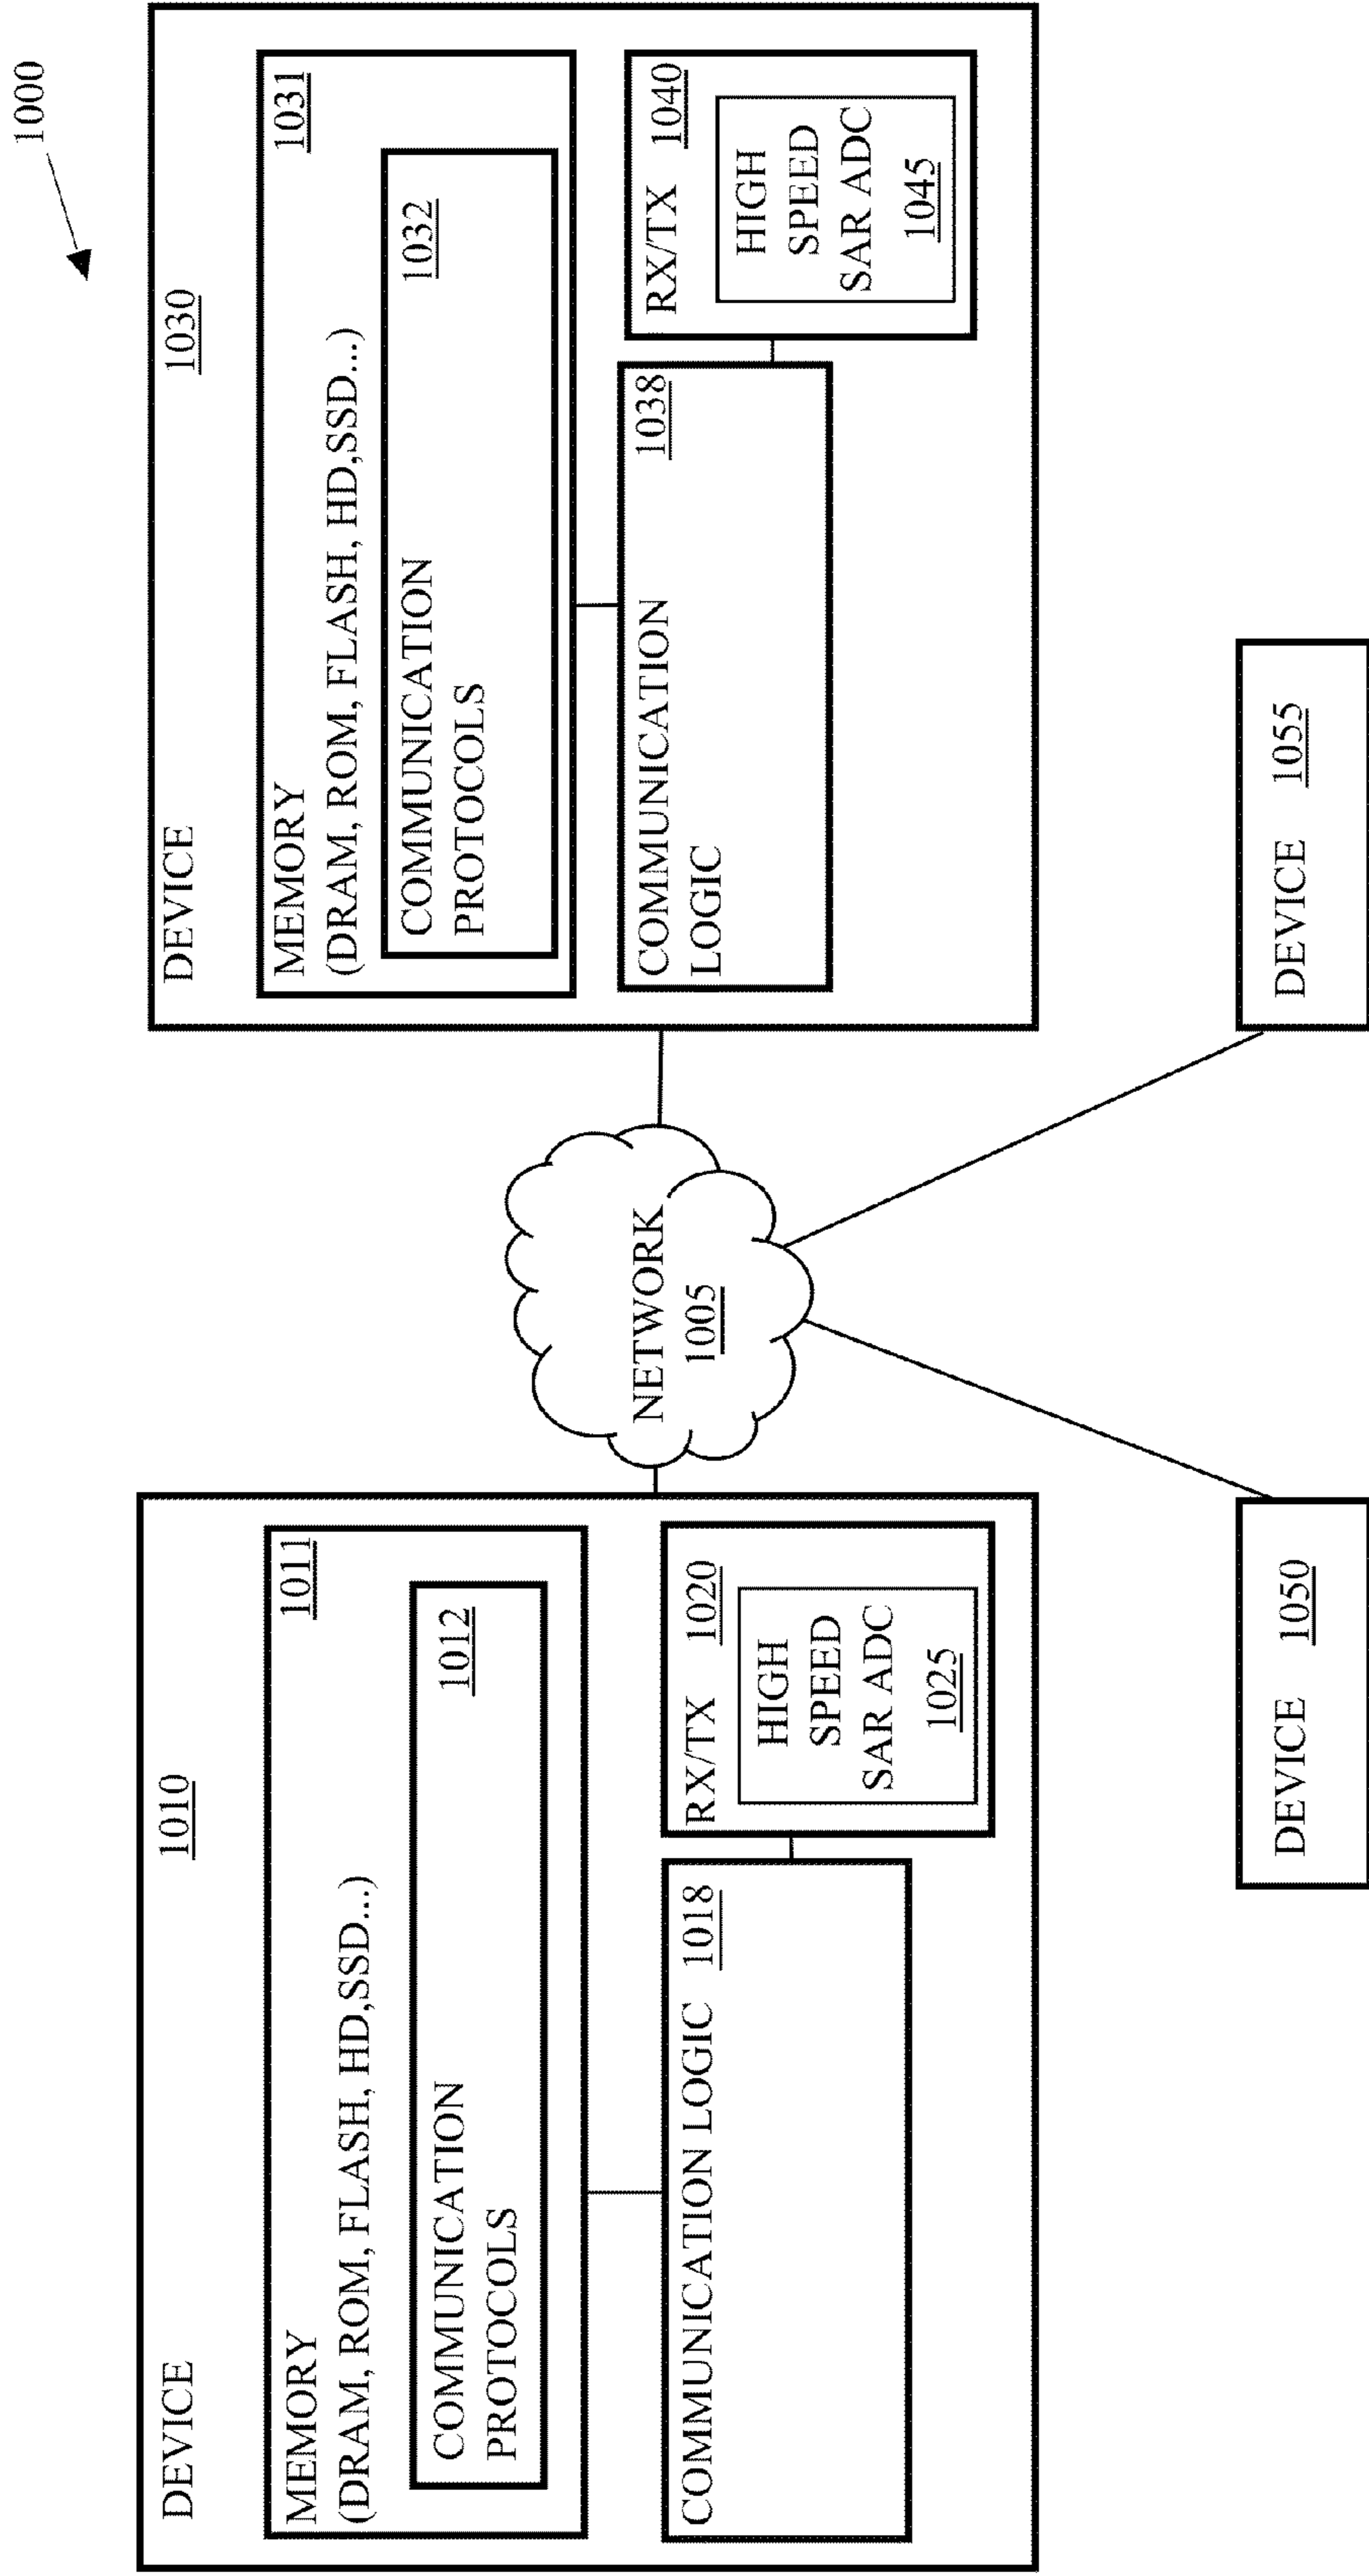 1000
DEVICE 1010
MEMORY 1011
(DRAM, ROM, FLASH, HD,SSD...)
COMMUNICATION 1012
PROTOCOLS
COMMUNICATION LOGIC 1018
RX/TX 1020
HIGH
SPEED
SAR ADC
1025
NETWORK
1005
DEVICE 1030
MEMORY 1031
(DRAM, ROM, FLASH, HD,SSD...)
COMMUNICATION 1032
PROTOCOLS
COMMUNICATION 1038
LOGIC
RX/TX 1040
HIGH
SPEED
SAR ADC
1045
DEVICE 1050
DEVICE 1055